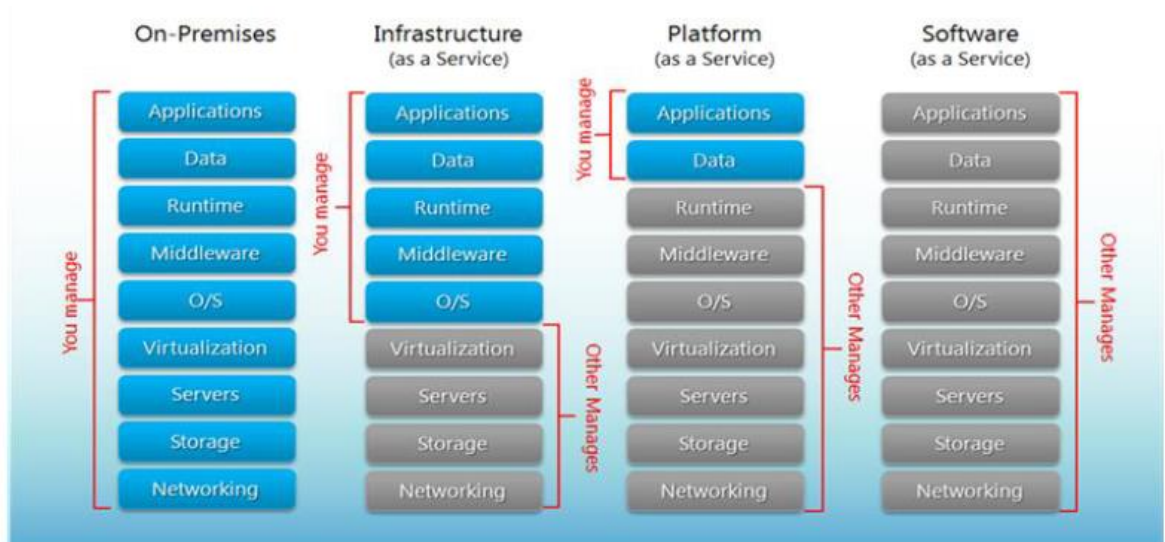 On-Premises
Applications
Data
Runtime
Middleware
O/S
Virtualization
Servers
Storage
Networking
You manage
Infrastructure
(as a Service)
Applications
Data
Runtime
Middleware
O/S
Virtualization
Servers
Storage
Networking
You manage
Other Manages
Platform
(as a Service)
Applications
Data
Runtime
Middleware
O/S
Virtualization
Servers
Storage
Networking
You manage
Other Manages
Software
(as a Service)
Applications
Data
Runtime
Middleware
O/S
Virtualization
Servers
Storage
Networking
Other Manages